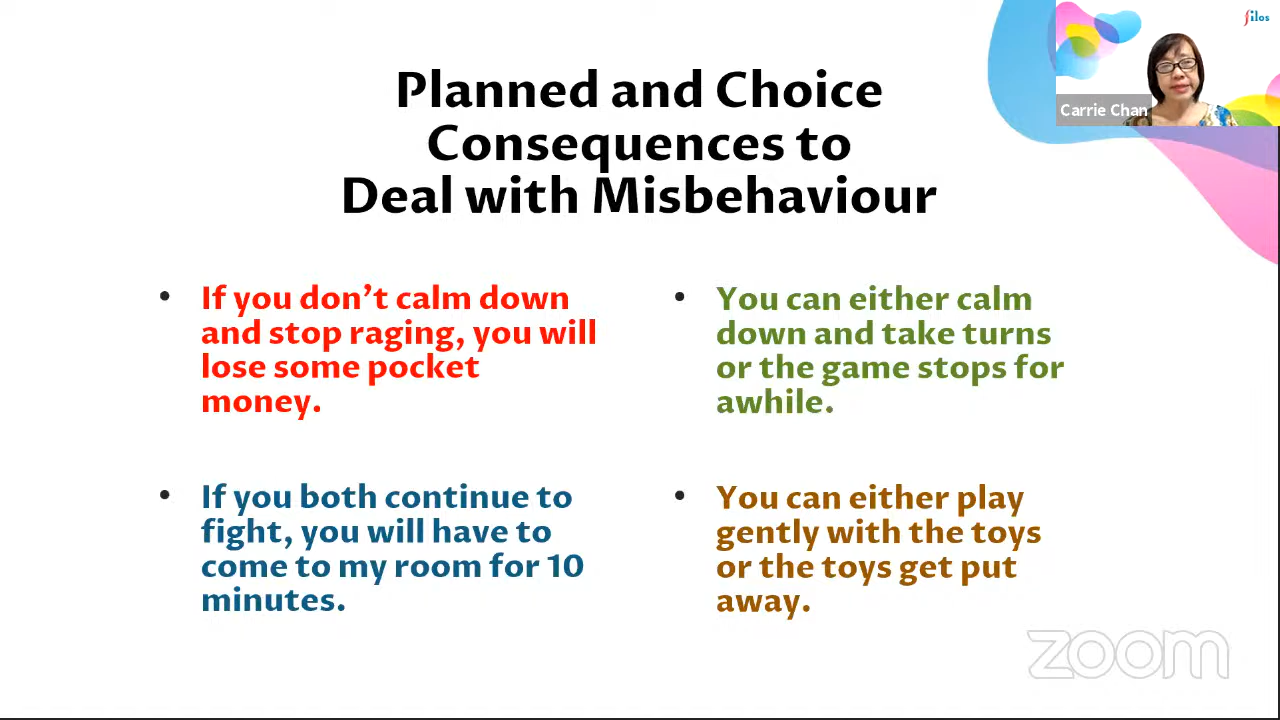 Planned and Choice
Consequences to
Deal with Misbehaviour
• If you don’t calm down
and stop raging, you will
lose some pocket
money.
• If you both continue to
fight, you will have to
come to my room for 10
minutes.
• You can either calm
down and take turns
or the game stops for
awhile.
• You can either play
gently with the toys
or the toys get put
away.
Silos
Carrie Chan
zoom